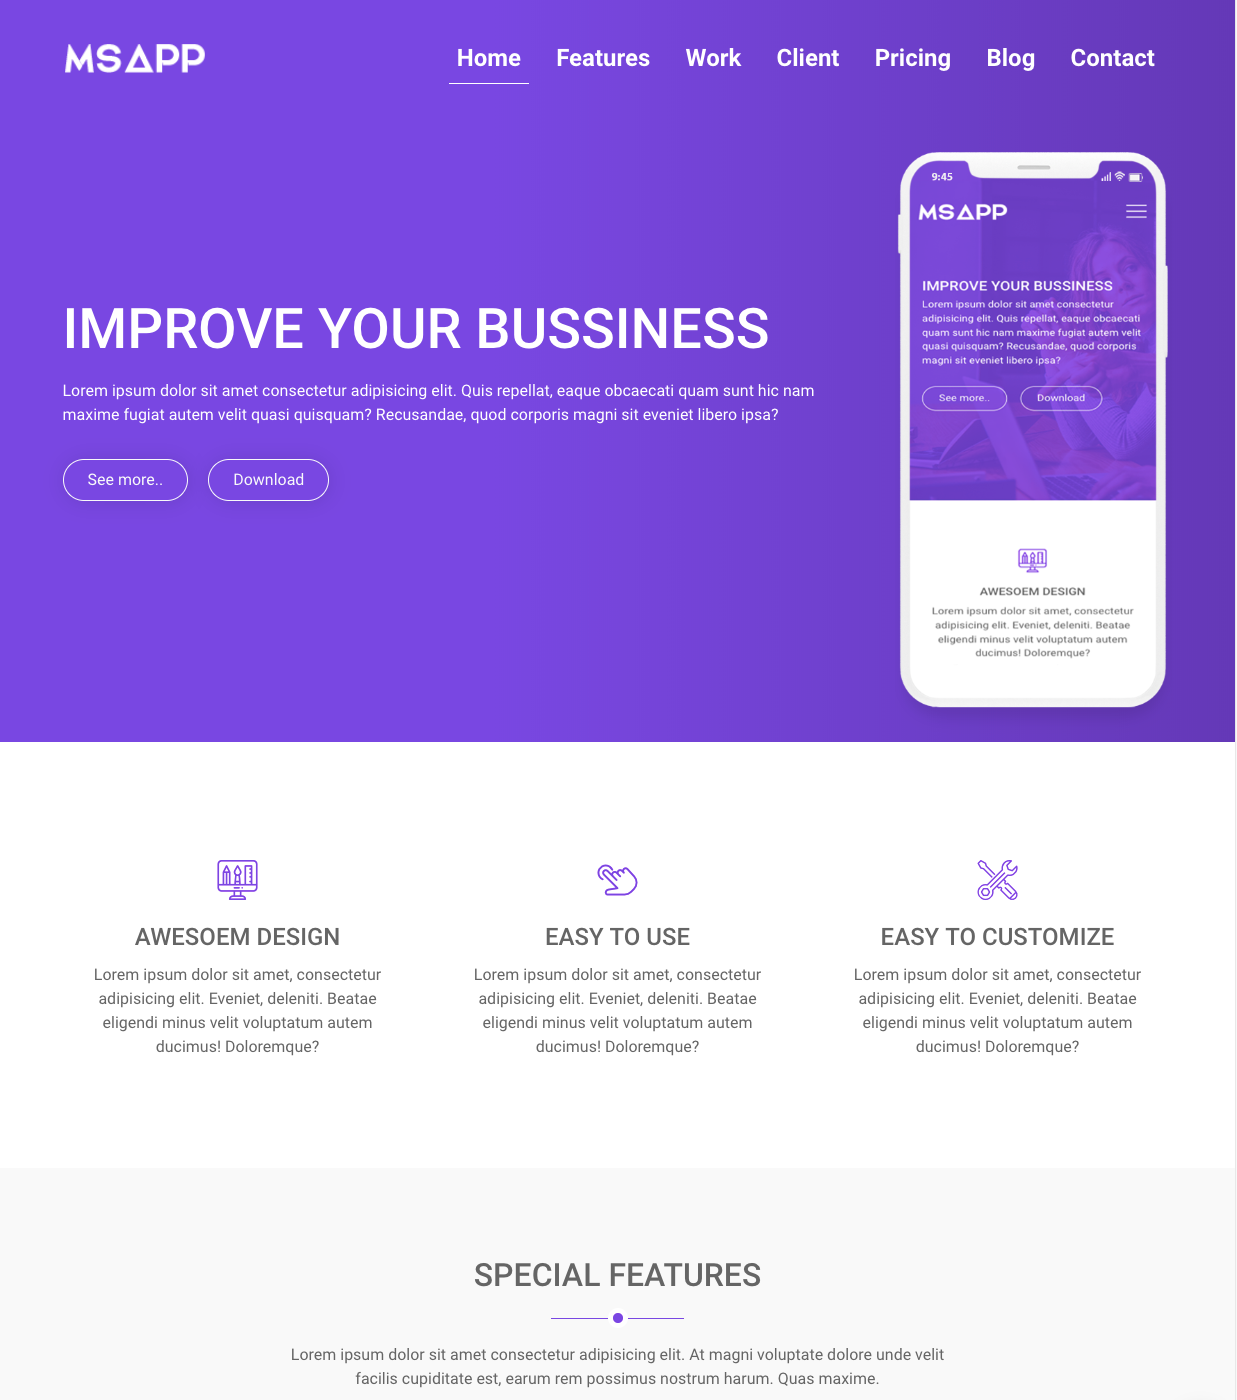 MSAPP
Home Features Work Client Pricing Blog Contact
9:45
MSAPP
IMPROVE YOUR BUSSINESS
Lorem ipsum dolor sit amet consectetur
adipisicing elit. Quis repellat, eaque obcaecati
quam sunt hic nam maxime fugiat autem velit
quasi quisquam? Recusandae, quod corporis
magni sit eveniet libero ipsa?
See more.. Download
AWESOEM DESIGN
Lorem ipsum dolor sit amet, consectetur
adipisicing elit. Eveniet, deleniti. Beatae
eligendi minus velit voluptatum autem
ducimus! Doloremque?
IMPROVE YOUR BUSSINESS
Lorem ipsum dolor sit amet consectetur adipisicing elit. Quis repellat, eaque obcaecati quam sunt hic nam
maxime fugiat autem velit quasi quisquam? Recusandae, quod corporis magni sit eveniet libero ipsa?
See more.. Download
AWESOEM DESIGN
Lorem ipsum dolor sit amet, consectetur
adipisicing elit. Eveniet, deleniti. Beatae
eligendi minus velit voluptatum autem
ducimus! Doloremque?
EASY TO USE
Lorem ipsum dolor sit amet, consectetur
adipisicing elit. Eveniet, deleniti. Beatae
eligendi minus velit voluptatum autem
ducimus! Doloremque?
EASY TO CUSTOMIZE
Lorem ipsum dolor sit amet, consectetur
adipisicing elit. Eveniet, deleniti. Beatae
eligendi minus velit voluptatum autem
ducimus! Doloremque?
SPECIAL FEATURES
Lorem ipsum dolor sit amet consectetur adipisicing elit. At magni voluptate dolore unde velit
facilis cupiditate est, earum rem possimus nostrum harum. Quas maxime.